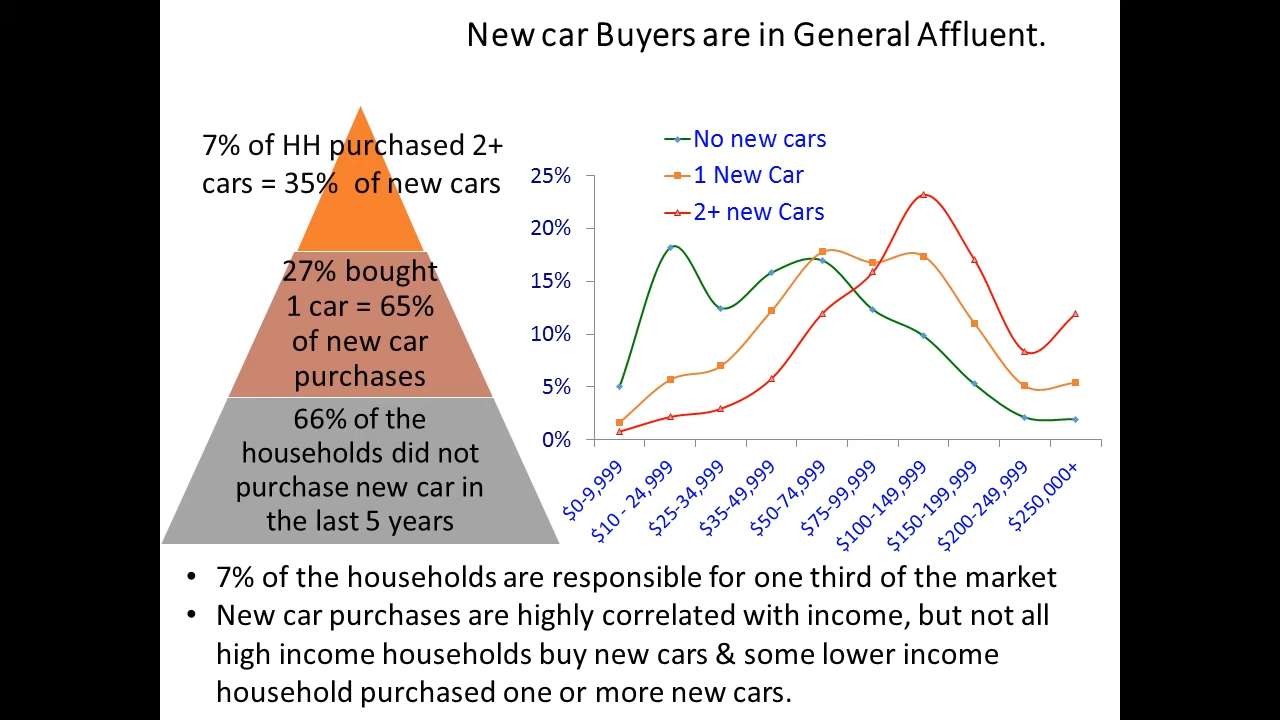 New car Buyers are in General Affluent.
7% of HH purchased 2+
cars = 35% of new cars
27% bought
1 car = 65%
of new car
purchases
66% of the
households did not
purchase new car in
the last 5 years
No new cars
1 New Car
2+ new Cars
25%
20%
15%
10%
5%
0%
$0-9,999
$10 - 24,999
$25-34,999
$35-49,999
$50-74,999
$75-99,999
$100-149,999
$150-199,999
$200-249,999
$250,000+
• 7% of the households are responsible for one third of the market
• New car purchases are highly correlated with income, but not all
high income households buy new cars & some lower income
household purchased one or more new cars.